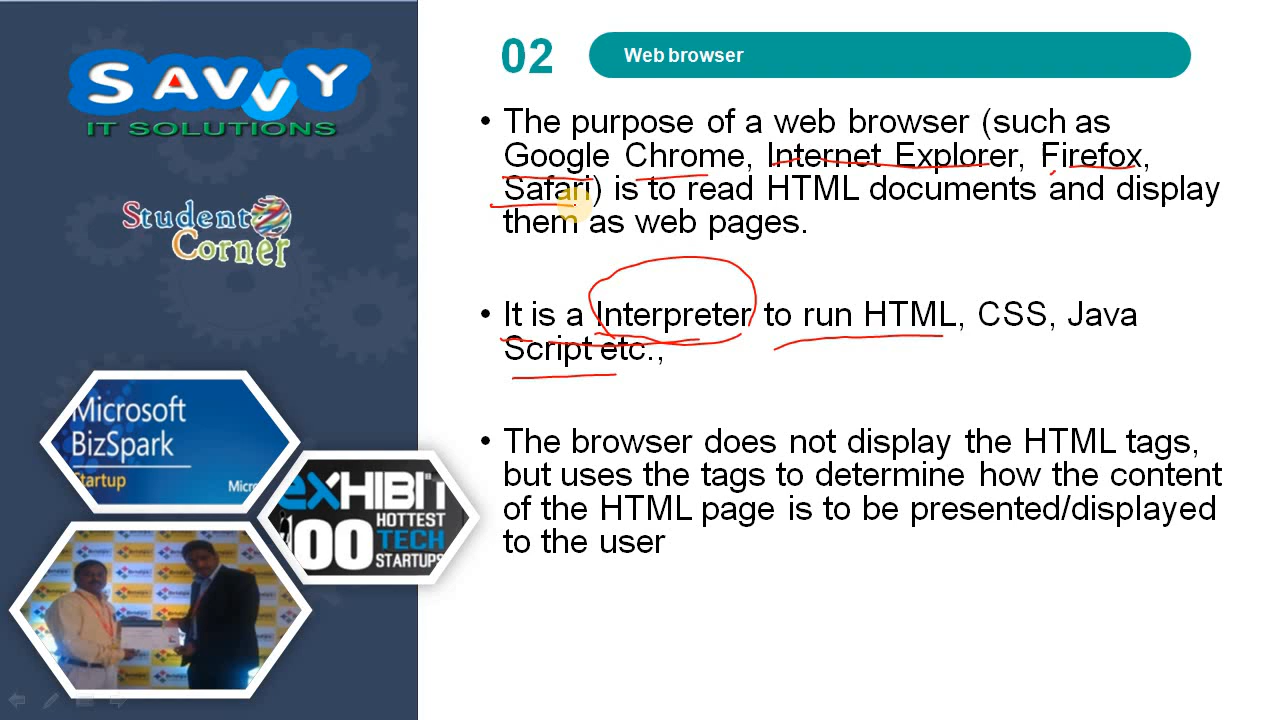 SAVVY
IT SOLUTIONS
Student
Corner
Microsoft
BizSpark
Startup
Micros
eXHIBIT
100
HOTTEST
TECH
STARTUPS
02
Web browser
• The purpose of a web browser (such as
Google Chrome, Internet Explorer, Firefox,
Safari) is to read HTML documents and display
them as web pages.
• It is a Interpreter to run HTML, CSS, Java
Script etc.,
• The browser does not display the HTML tags,
but uses the tags to determine how the content
of the HTML page is to be presented/displayed
to the user